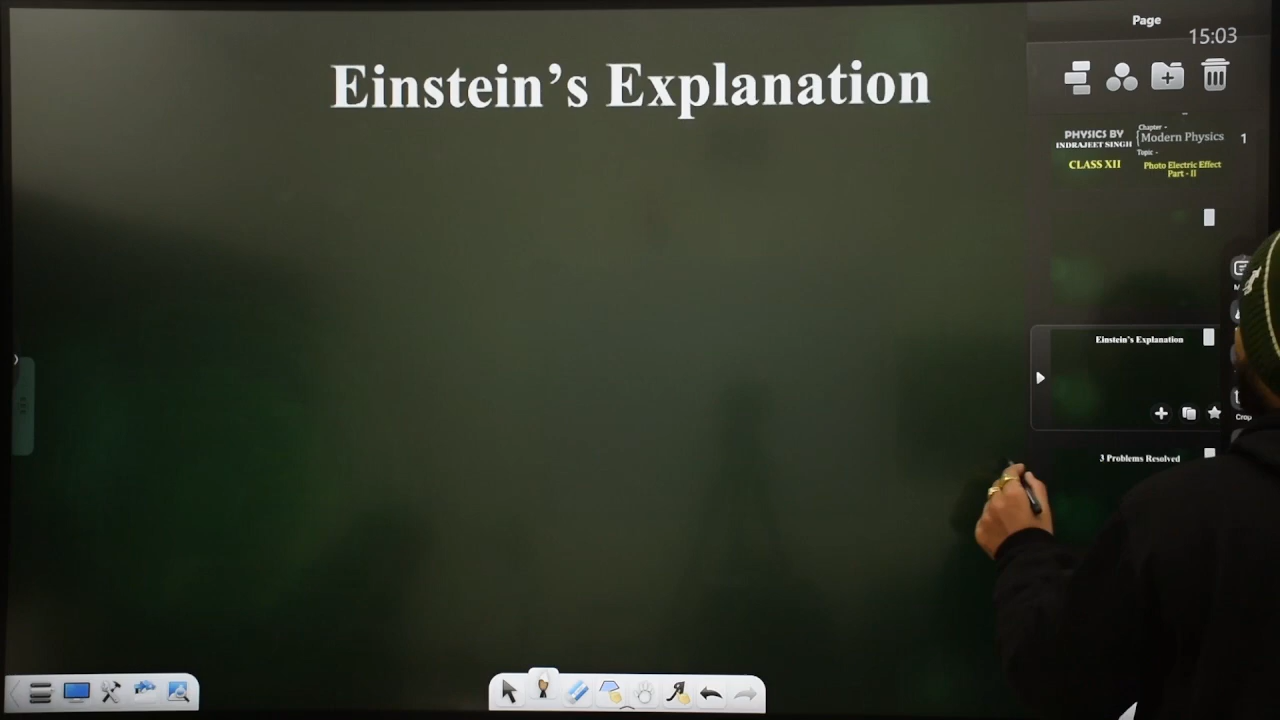 Page
15:03
Einstein's Explanation
PHYSICS BY
INDRAJEET SINGH
CLASS XII
Chapter -
Modern Physics
Topic -
Photo Electric Effect
Part - II
1
Einstein's Explanation
Crop
3 Problems Resolved